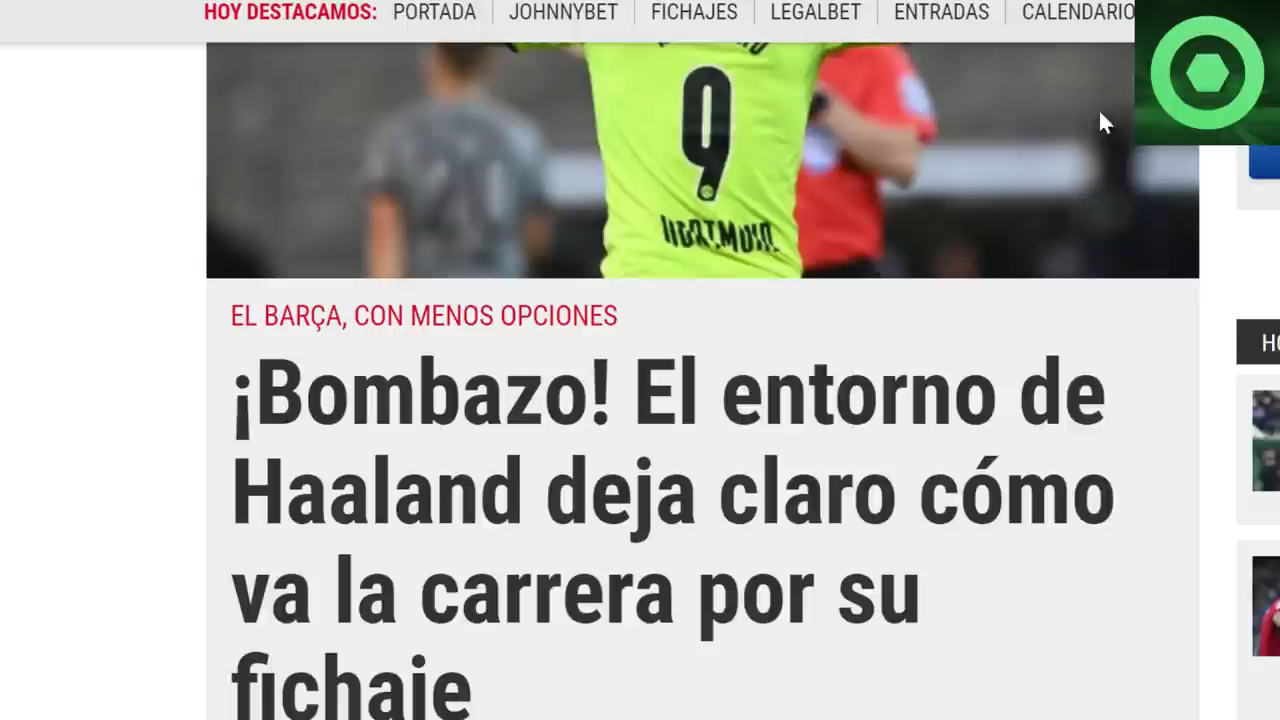 HOY DESTACAMOS: PORTADA JOHNNYBET FICHAJES LEGALBET ENTRADAS CALENDARIO
9
DORTMUND
EL BARÇA, CON MENOS OPCIONES
¡Bombazo! El entorno de
Haaland deja claro cómo
va la carrera por su
fichaje